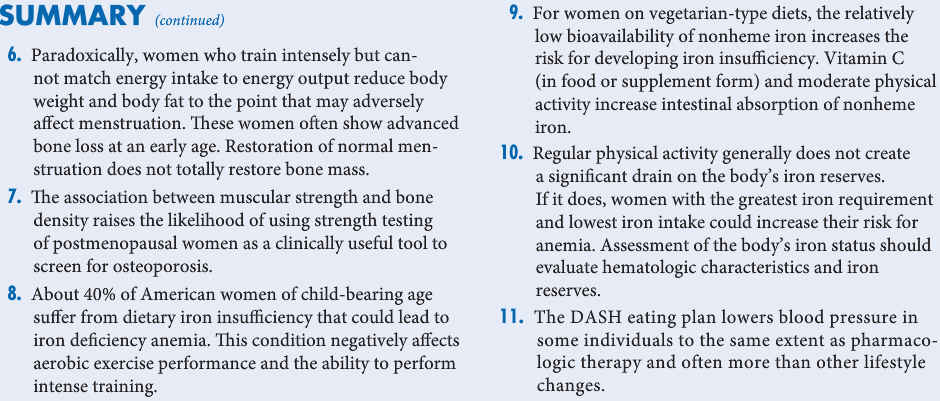 SUMMARY (continued)
6. Paradoxically, women who train intensely but can-
not match energy intake to energy output reduce body
weight and body fat to the point that may adversely
affect menstruation. These women often show advanced
bone loss at an early age. Restoration of normal men-
struation does not totally restore bone mass.
7. The association between muscular strength and bone
density raises the likelihood of using strength testing
of postmenopausal women as a clinically useful tool to
screen for osteoporosis.
8. About 40% of American women of child-bearing age
suffer from dietary iron insufficiency that could lead to
iron deficiency anemia. This condition negatively affects
aerobic exercise performance and the ability to perform
intense training.
9. For women on vegetarian-type diets, the relatively
low bioavailability of nonheme iron increases the
risk for developing iron insufficiency. Vitamin C
(in food or supplement form) and moderate physical
activity increase intestinal absorption of nonheme
iron.
10. Regular physical activity generally does not create
a significant drain on the body's iron reserves.
If it does, women with the greatest iron requirement
and lowest iron intake could increase their risk for
anemia. Assessment of the body's iron status should
evaluate hematologic characteristics and iron
reserves.
11. The DASH eating plan lowers blood pressure in
some individuals to the same extent as pharmaco-
logic therapy and often more than other lifestyle
changes.